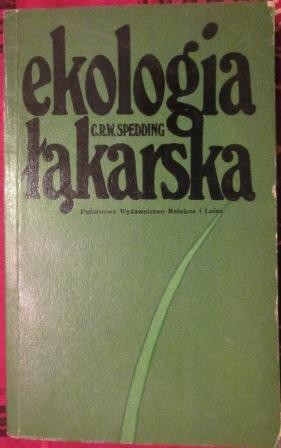 ekologia
C.R.W. SPEDDING
łąkarska
Państwowe Wydawnictwo Rolnicze i Leśne